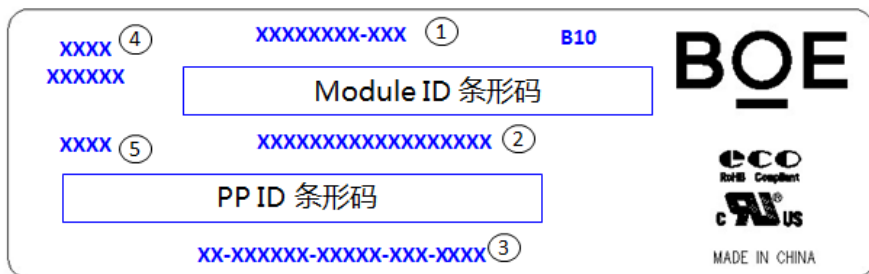 XXXX ④ XXXXXXXX-XXX ① B10
XXXXXX
BOE
Module ID 条形码
XXXX ⑤ XXXXXXXXXXXXXXXXXX ②
eco
RoHS Compliant
PP ID 条形码
c RU® US
XX-XXXXXX-XXXXX-XXX-XXXX ③
MADE IN CHINA